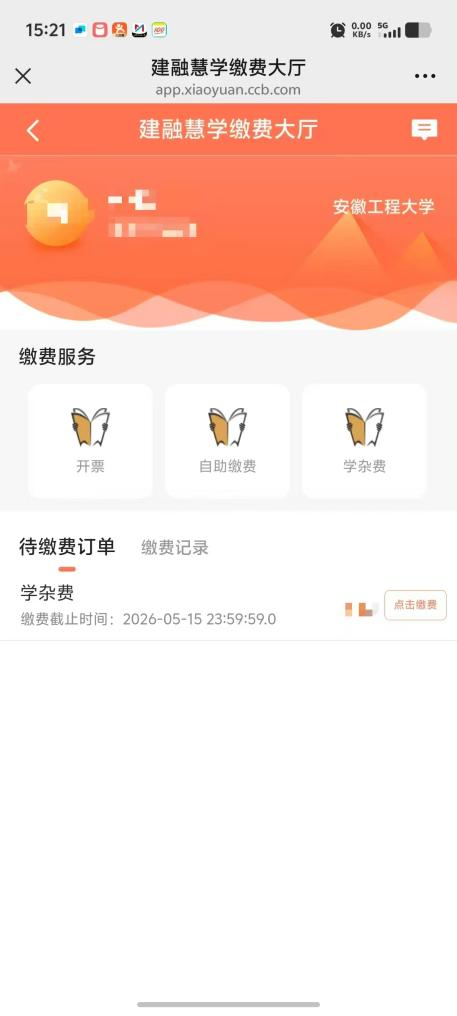 15:21
0.00
KB/s
5G
建融慧学缴费大厅
app.xiaoyuan.ccb.com
建融慧学缴费大厅
安徽工程大学
缴费服务
开票
自助缴费
学杂费
待缴费订单
缴费记录
学杂费
缴费截止时间：2026-05-15 23:59:59.0
点击缴费